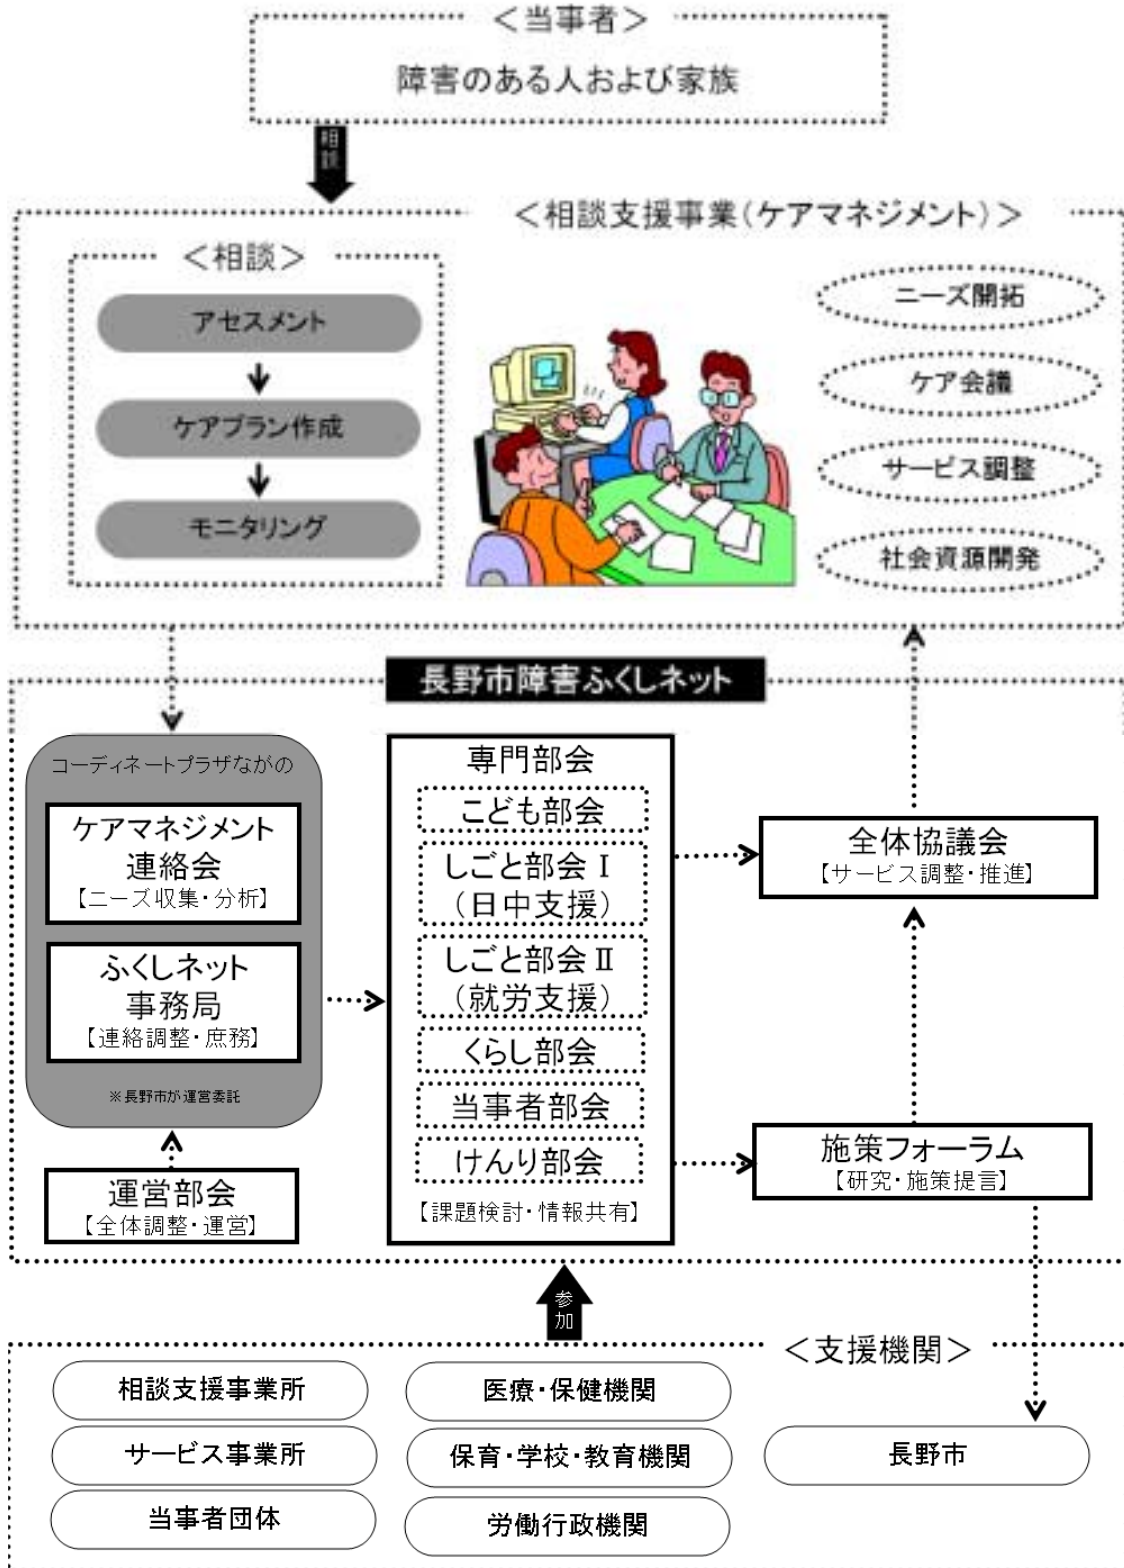 ＜当事者＞
障害のある人および家族
相談
＜相談支援事業（ケアマネジメント）＞
＜相談＞
アセスメント
ケアプラン作成
モニタリング
ニーズ開拓
ケア会議
サービス調整
社会資源開発
長野市障害ふくしネット
コーディネートプラザながの
ケアマネジメント
連絡会
【ニーズ収集・分析】
ふくしネット
事務局
【連絡調整・庶務】
※長野市が運営委託
運営部会
【全体調整・運営】
専門部会
こども部会
しごと部会Ⅰ
（日中支援）
しごと部会Ⅱ
（就労支援）
くらし部会
当事者部会
けんり部会
【課題検討・情報共有】
全体協議会
【サービス調整・推進】
施策フォーラム
【研究・施策提言】
参加
＜支援機関＞
相談支援事業所
サービス事業所
当事者団体
医療・保健機関
保育・学校・教育機関
労働行政機関
長野市